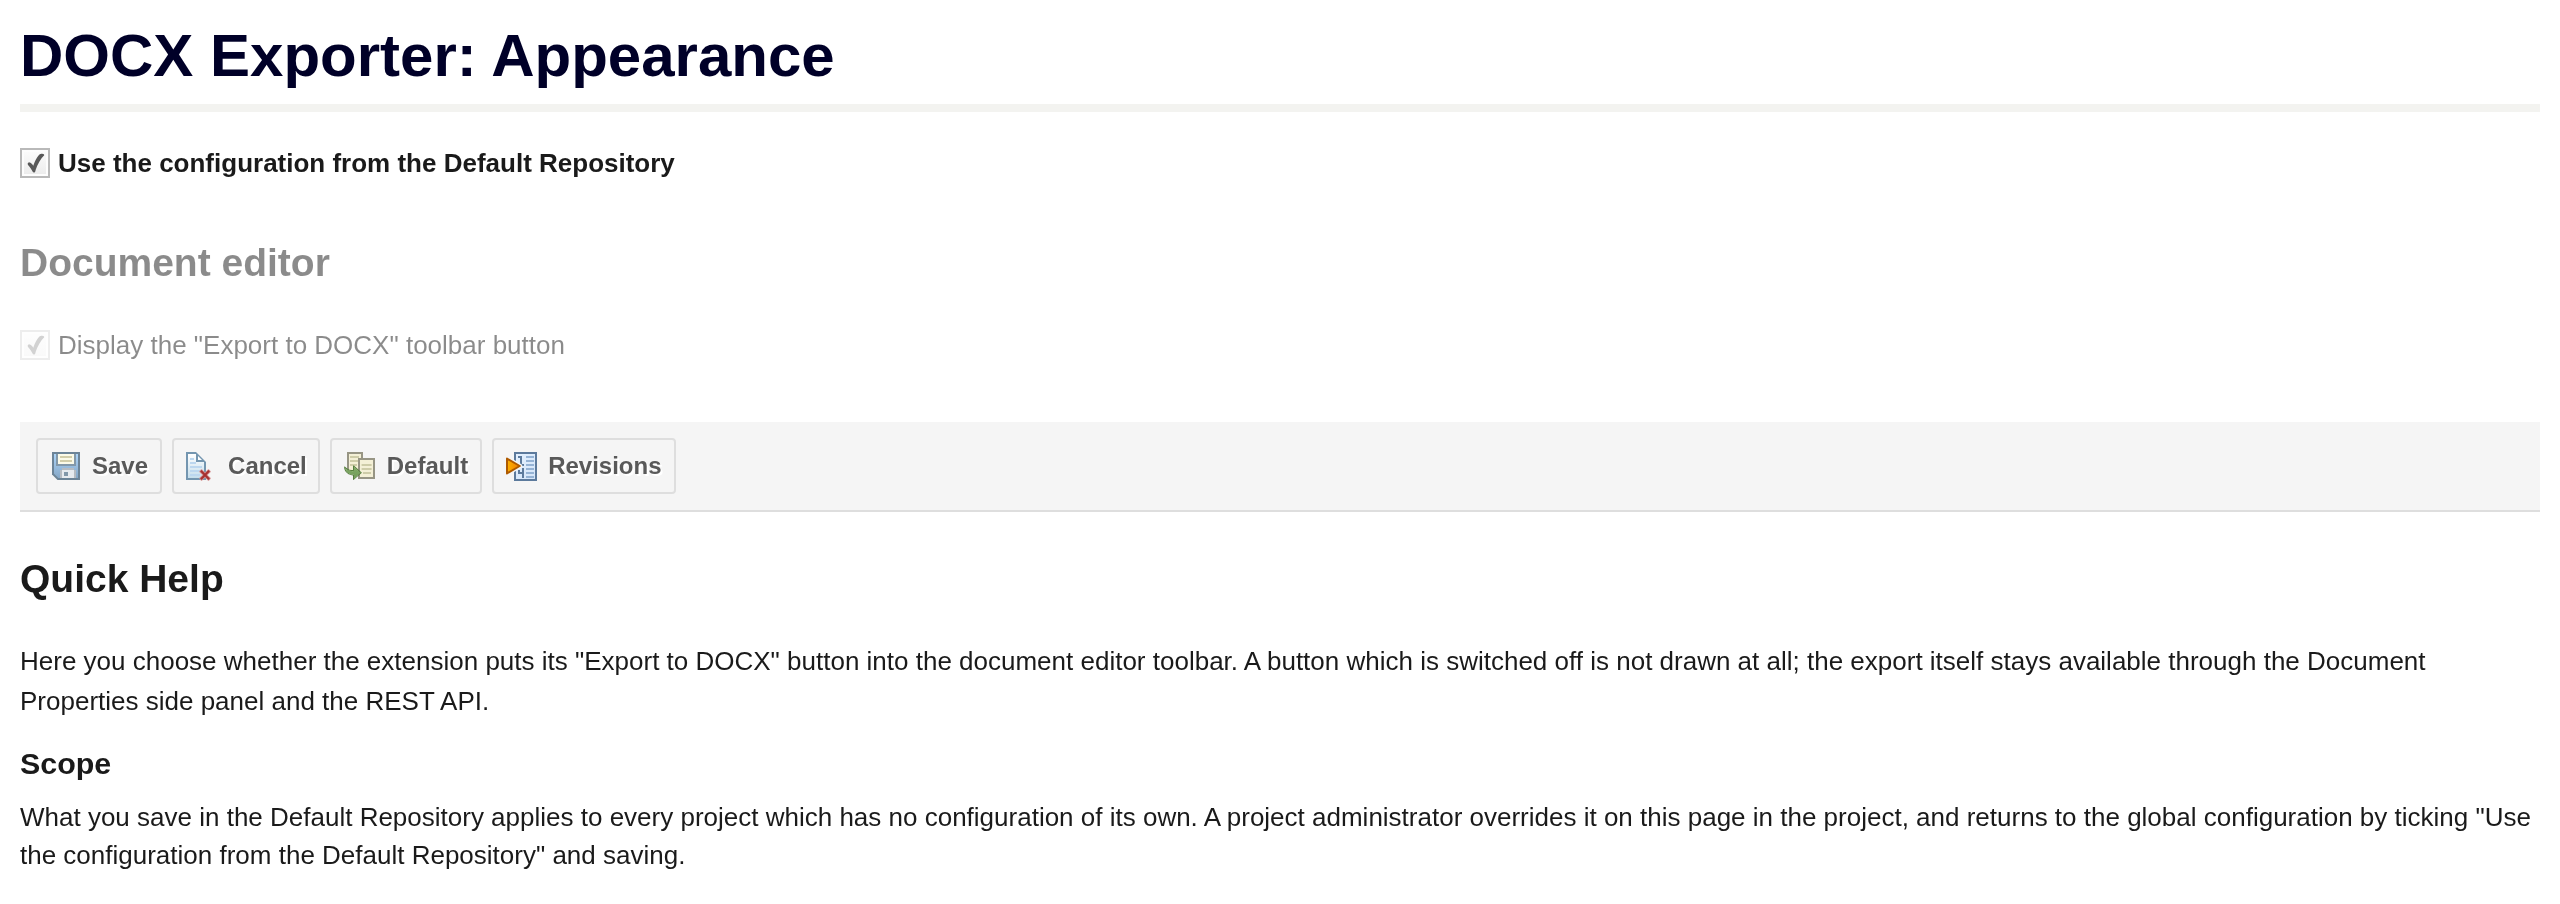 DOCX Exporter: Appearance
Use the configuration from the Default Repository
Document editor
Display the "Export to DOCX" toolbar button
Save Cancel Default Revisions
Quick Help
Here you choose whether the extension puts its "Export to DOCX" button into the document editor toolbar. A button which is switched off is not drawn at all; the export itself stays available through the Document
Properties side panel and the REST API.
Scope
What you save in the Default Repository applies to every project which has no configuration of its own. A project administrator overrides it on this page in the project, and returns to the global configuration by ticking "Use
the configuration from the Default Repository" and saving.